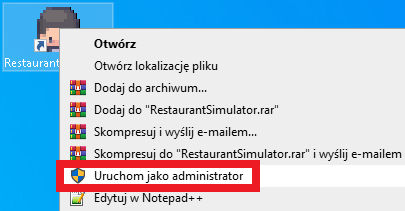 Restaurant
Otwórz
Otwórz lokalizację pliku
Dodaj do archiwum...
Dodaj do "RestaurantSimulator.rar"
Skompresuj i wyślij e-mailem...
Skompresuj do "RestaurantSimulator.rar" i wyślij e-mailem
Uruchom jako administrator
Edytuj w Notepad++